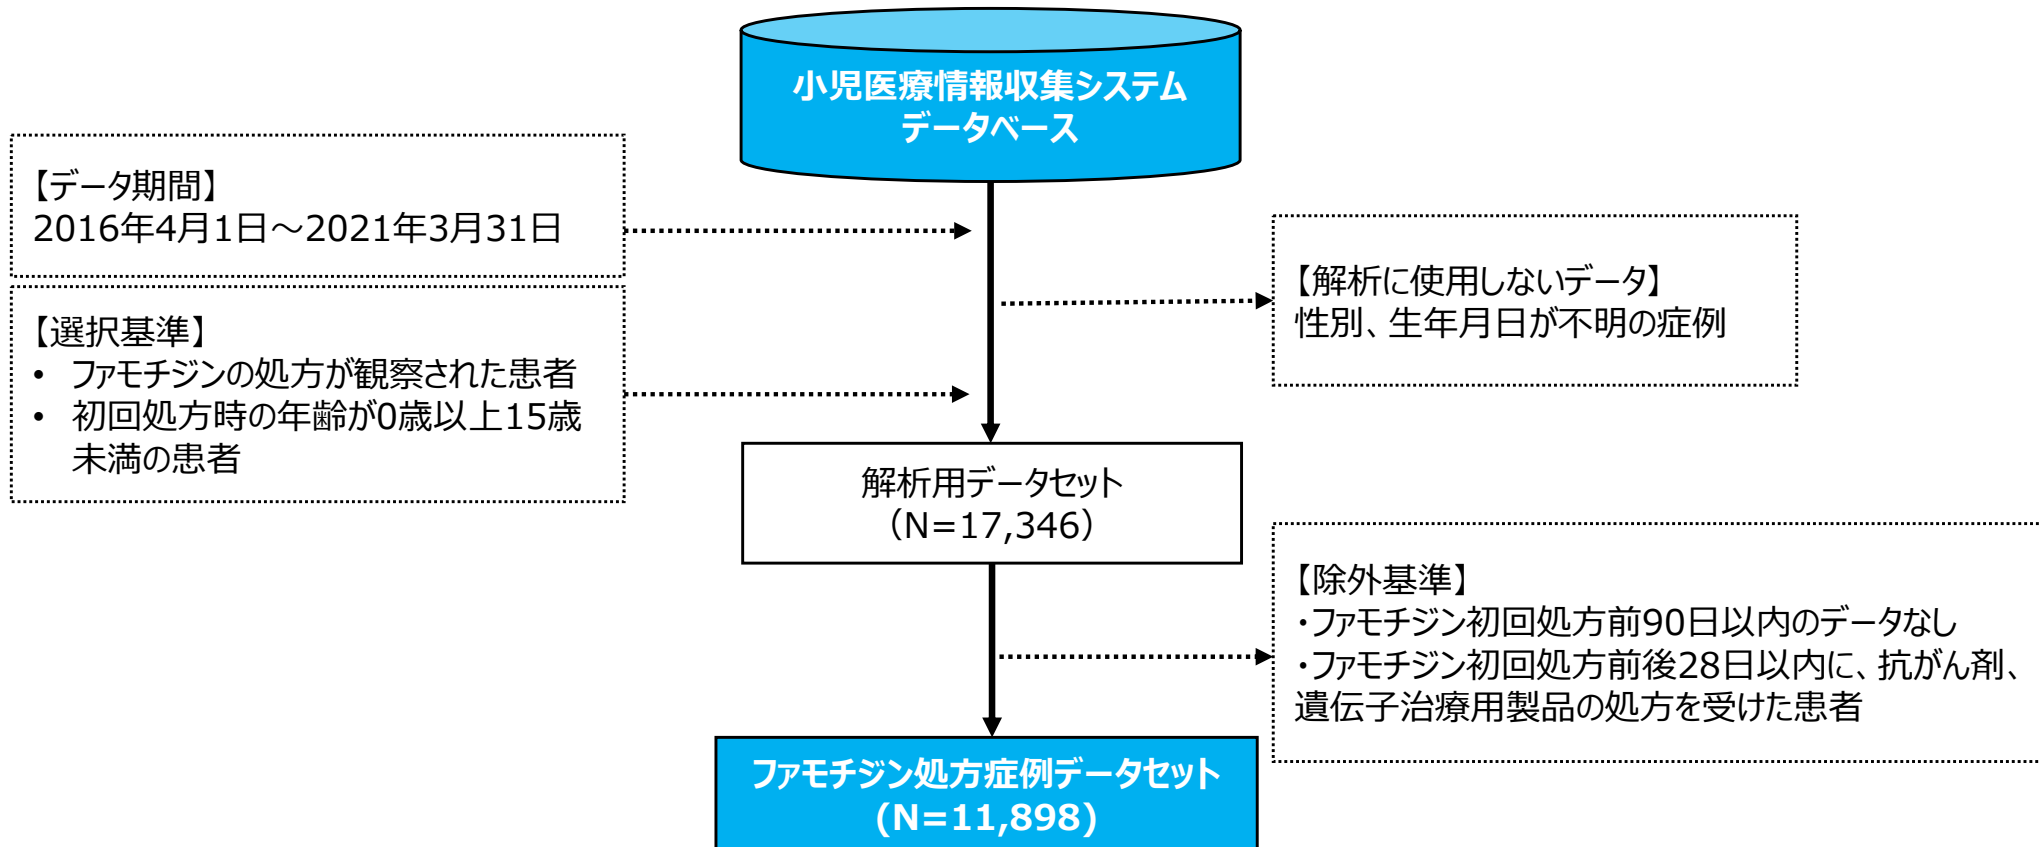 小児医療情報収集システム
データベース
【データ期間】
2016年4月1日～2021年3月31日
【解析に使用しないデータ】
性別、生年月日が不明の症例
【選択基準】
• ファモチジンの処方が観察された患者
• 初回処方時の年齢が0歳以上15歳
未満の患者
解析用データセット
（N=17,346）
【除外基準】
・ファモチジン初回処方前90日以内のデータなし
・ファモチジン初回処方前後28日以内に、抗がん剤、
遺伝子治療用製品の処方を受けた患者
ファモチジン処方症例データセット
(N=11,898)